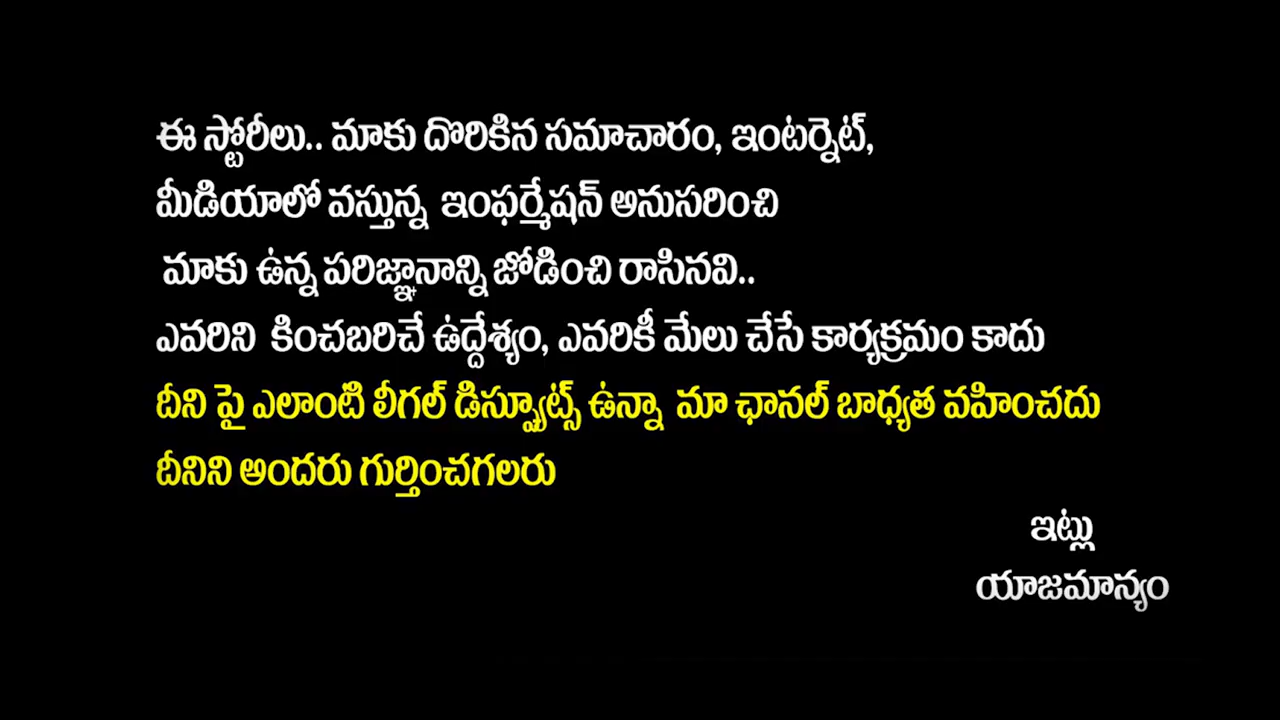 ఈ స్టోరీలు.. మాకు దొరికిన సమాచారం, ఇంటర్నెట్,
మీడియాలో వస్తున్న ఇంఫర్మేషన్ అనుసరించి
మాకు ఉన్న పరిజ్ఞానాన్ని జోడించి రాసినవి..
ఎవరిని కించబరిచే ఉద్దేశ్యం, ఎవరికీ మేలు చేసే కార్యక్రమం కాదు
దీని పై ఎలాంటి లీగల్ డిస్ప్యూట్స్ ఉన్నా మా ఛానల్ బాధ్యత వహించదు
దీనిని అందరు గుర్తించగలరు
ఇట్లు
యాజమాన్యం